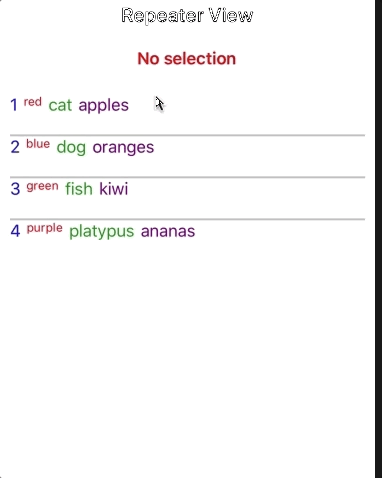 Repeater View
No selection
1 red cat apples
2 blue dog oranges
3 green fish kiwi
4 purple platypus ananas